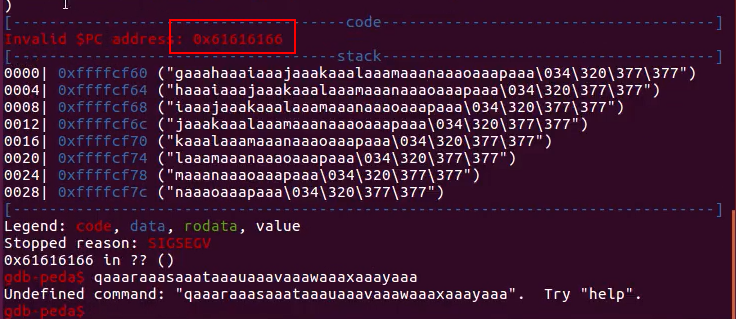 )
[----------------------------------code----------------------------------]
Invalid $PC address: 0x61616166
[----------------------------------stack---------------------------------]
0000| 0xffffcf60 ("gaaahaaaiaaajaaakaaalaaamaaanaaaoaaapaaa\034\320\377\377")
0004| 0xffffcf64 ("haaaiaaajaaakaaalaaamaaanaaaoaaapaaa\034\320\377\377")
0008| 0xffffcf68 ("iaaajaaakaaalaaamaaanaaaoaaapaaa\034\320\377\377")
0012| 0xffffcf6c ("jaaakaaalaaamaaanaaaoaaapaaa\034\320\377\377")
0016| 0xffffcf70 ("kaaalaaamaaanaaaoaaapaaa\034\320\377\377")
0020| 0xffffcf74 ("laaamaaanaaaoaaapaaa\034\320\377\377")
0024| 0xffffcf78 ("maaanaaaoaaapaaa\034\320\377\377")
0028| 0xffffcf7c ("naaaoaaapaaa\034\320\377\377")
[------------------------------------------------------------------------]
Legend: code, data, rodata, value
Stopped reason: SIGSEGV
0x61616166 in ?? ()
gdb-peda$ qaaaraaasaaataaauaaavaaawaaaxaaayaaa
Undefined command: "qaaaraaasaaataaauaaavaaawaaaxaaayaaa".  Try "help".
gdb-peda$